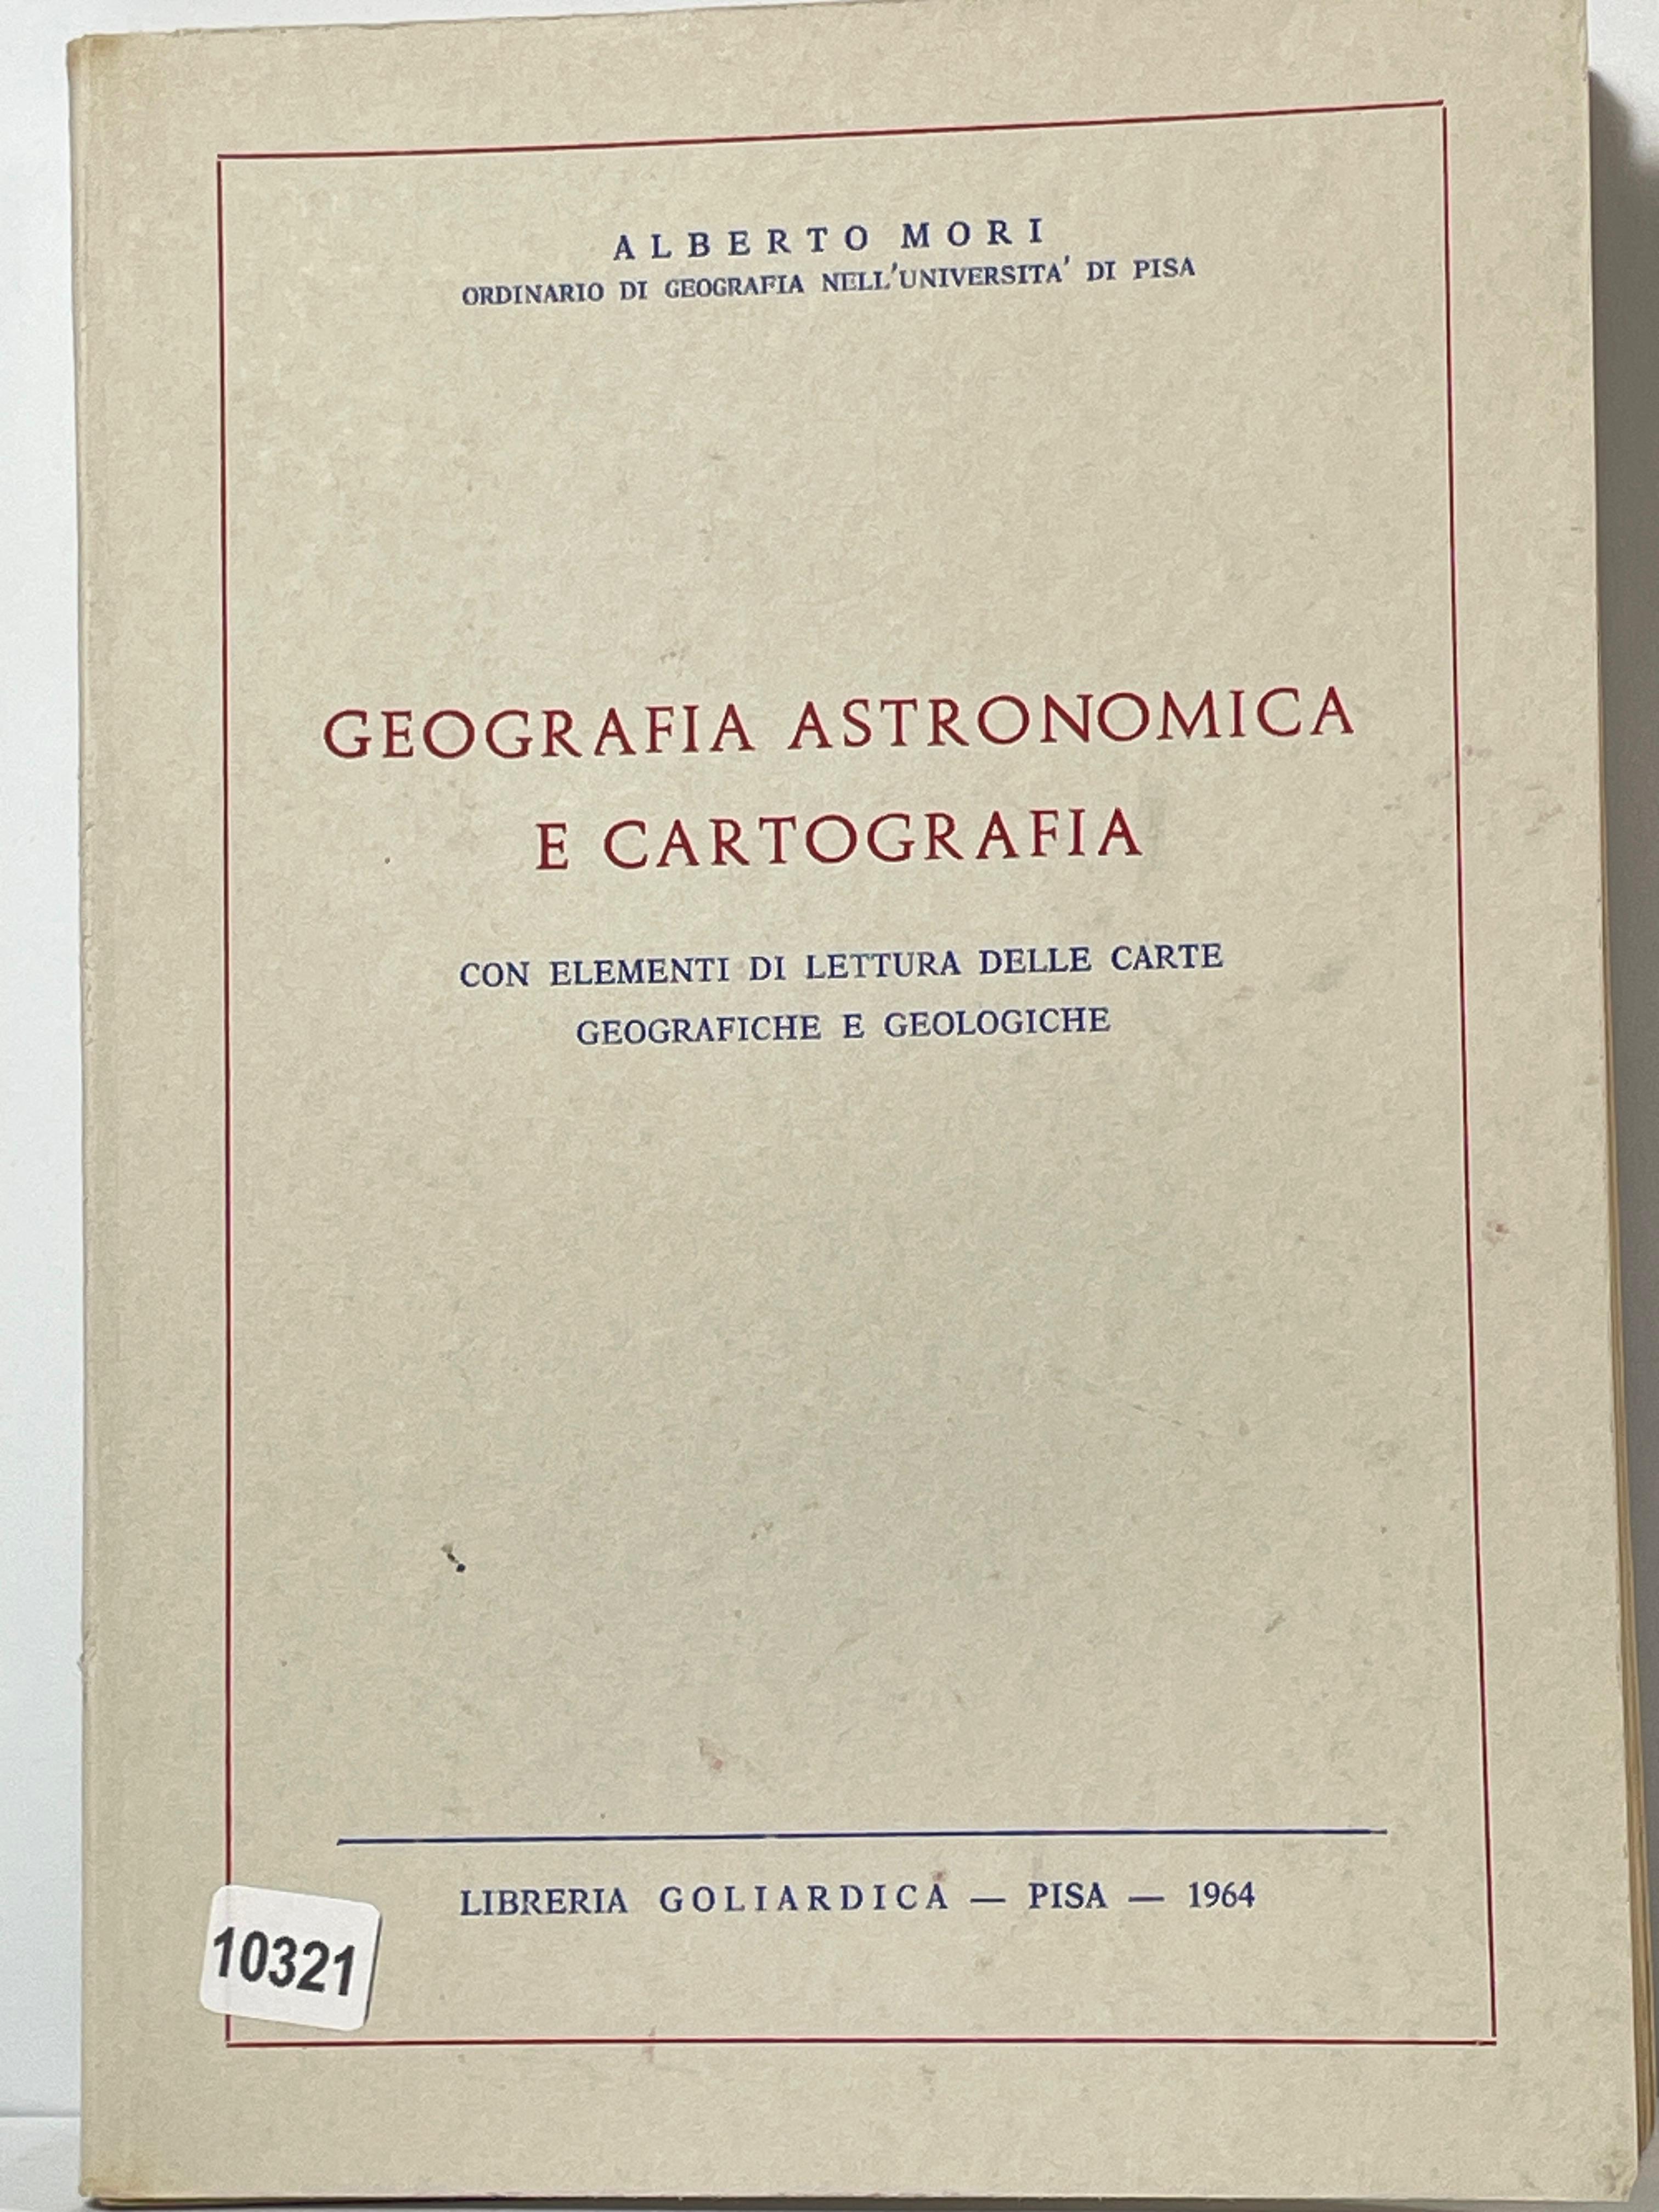 ALBERTO MORI
ORDINARIO DI GEOGRAFIA NELL'UNIVERSITA' DI PISA
GEOGRAFIA ASTRONOMICA
E CARTOGRAFIA
CON ELEMENTI DI LETTURA DELLE CARTE
GEOGRAFICHE E GEOLOGICHE
LIBRERIA GOLIARDICA — PISA — 1964
10321